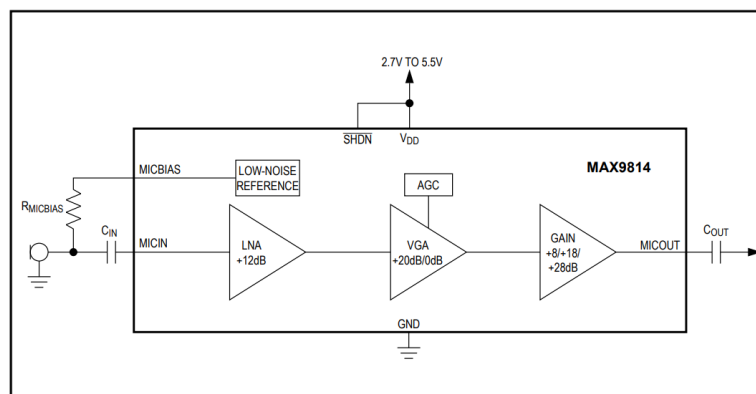 2.7V TO 5.5V
SHDN
VDD
MAX9814
MICBIAS
LOW-NOISE
REFERENCE
AGC
RMICBIAS
CIN
MICIN
LNA
+12dB
VGA
+20dB/0dB
GAIN
+8/+18/
+28dB
MICOUT
COUT
GND